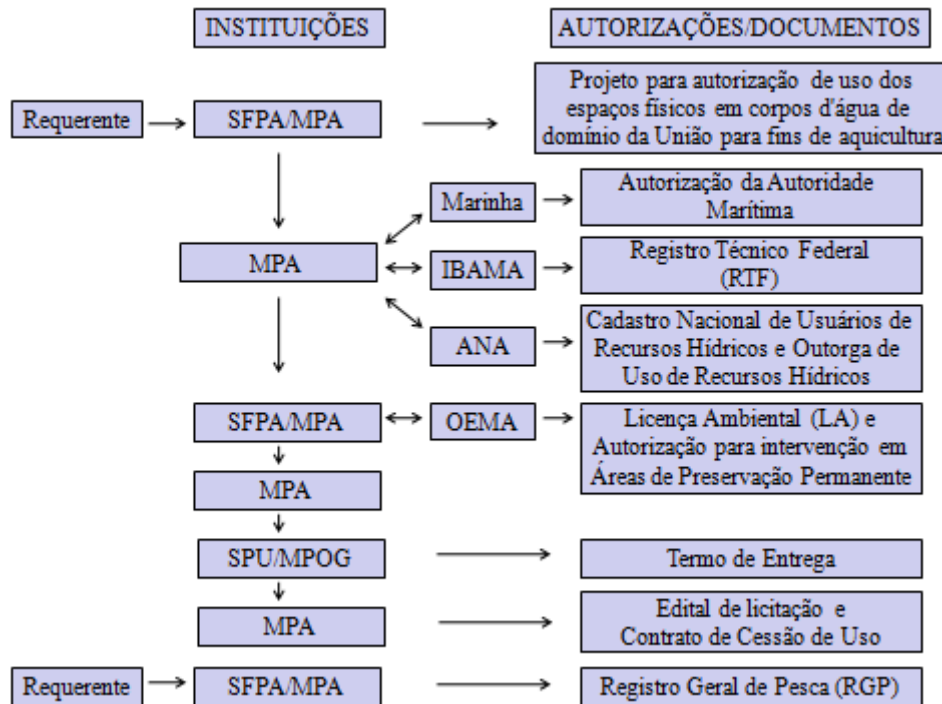 INSTITUIÇÕES
AUTORIZAÇÕES/DOCUMENTOS
Requerente
SFPA/MPA
Projeto para autorização de uso dos
espaços físicos em corpos d'água de
domínio da União para fins de aquicultura
MPA
Marinha
Autorização da Autoridade
Marítima
IBAMA
Registro Técnico Federal
(RTF)
ANA
Cadastro Nacional de Usuários de
Recursos Hídricos e Outorga de
Uso de Recursos Hídricos
SFPA/MPA
OEMA
Licença Ambiental (LA) e
Autorização para intervenção em
Áreas de Preservação Permanente
MPA
SPU/MPOG
Termo de Entrega
MPA
Edital de licitação e
Contrato de Cessão de Uso
Requerente
SFPA/MPA
Registro Geral de Pesca (RGP)